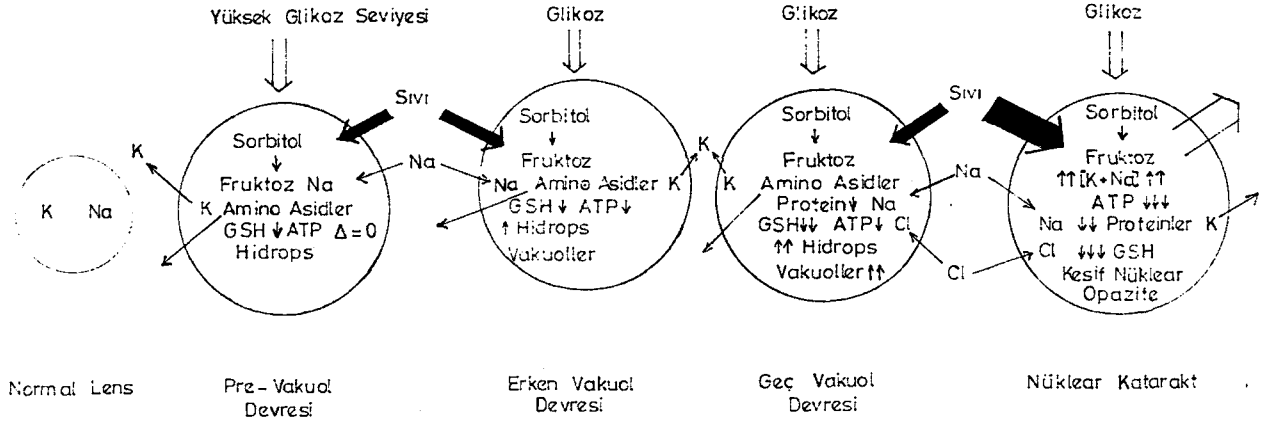 Yüksek Glikoz Seviyesi
Glikoz
Glikoz
Glikoz
Sıvı
Sıvı
K Na
Normal Lens
K
Sorbitol
Fruktoz Na
K Amino Asidler
GSH ↓ ATP Δ=0
Hidrops
Pre-Vakuol
Devresi
Na
Sorbitol
Fruktoz
Na Amino Asidler K
GSH ↓ ATP ↓
↑ Hidrops
Vakuoller
Erken Vakuol
Devresi
K
Sorbitol
Fruktoz
K Amino Asidler
Protein ↓ Na
GSH ↓↓ ATP ↓ Cl
↑↑ Hidrops
Vakuoller ↑↑
Geç Vakuol
Devresi
Na
Cl
Sorbitol
Fruktoz
↑↑ [K+Na] ↑↑
ATP ↓↓↓
Na ↓↓ Proteinler K
Cl ↓↓↓ GSH
Kesif Nüklear
Opazite
Nüklear Katarakt